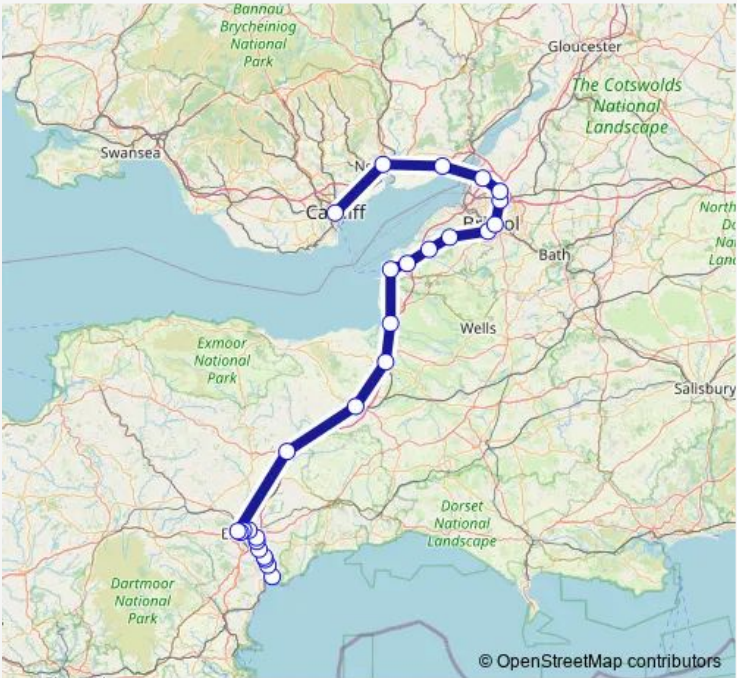 Bannau
Brycheiniog
National
Park
Gloucester
The Cotswolds
National
Landscape
Swansea
Bath
Wells
Exmoor
National
Park
Salisbury
Dorset
National
Landscape
Dartmoor
National
Park
© OpenStreetMap contributors